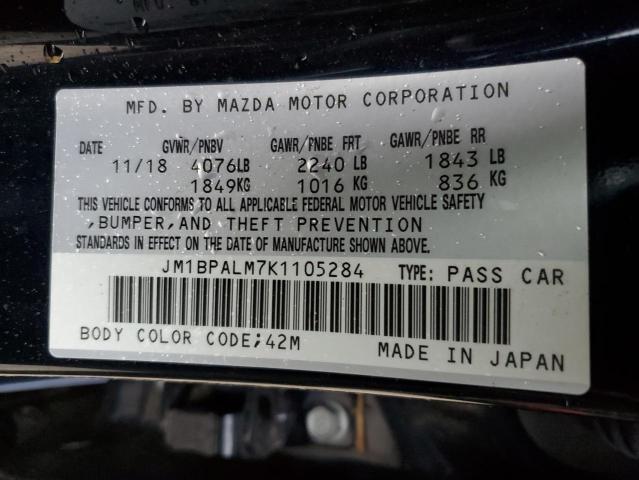 MFD. BY MAZDA MOTOR CORPORATION
DATE GVWR/PNBV GAWR/PNBE FRT GAWR/PNBE RR
11/18 4076LB 2240 LB 1843 LB
1849KG 1016 KG 836 KG
THIS VEHICLE CONFORMS TO ALL APPLICABLE FEDERAL MOTOR VEHICLE SAFETY
,BUMPER,AND THEFT PREVENTION
STANDARDS IN EFFECT ON THE DATE OF MANUFACTURE SHOWN ABOVE.
JM1BPALM7K1105284 TYPE: PASS CAR
BODY COLOR CODE;42M MADE IN JAPAN